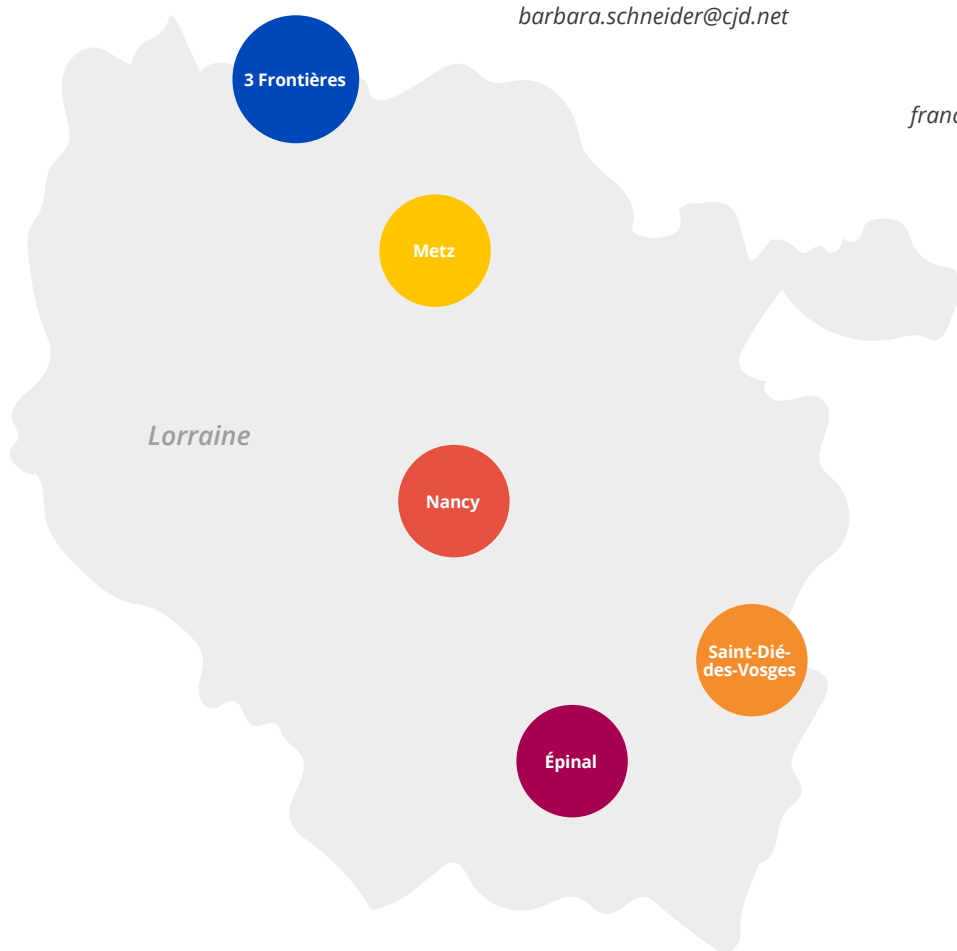 barbara.schneider@cjd.net
3 Frontières
Metz
Lorraine
Nancy
Saint-Dié-
des-Vosges
Épinal